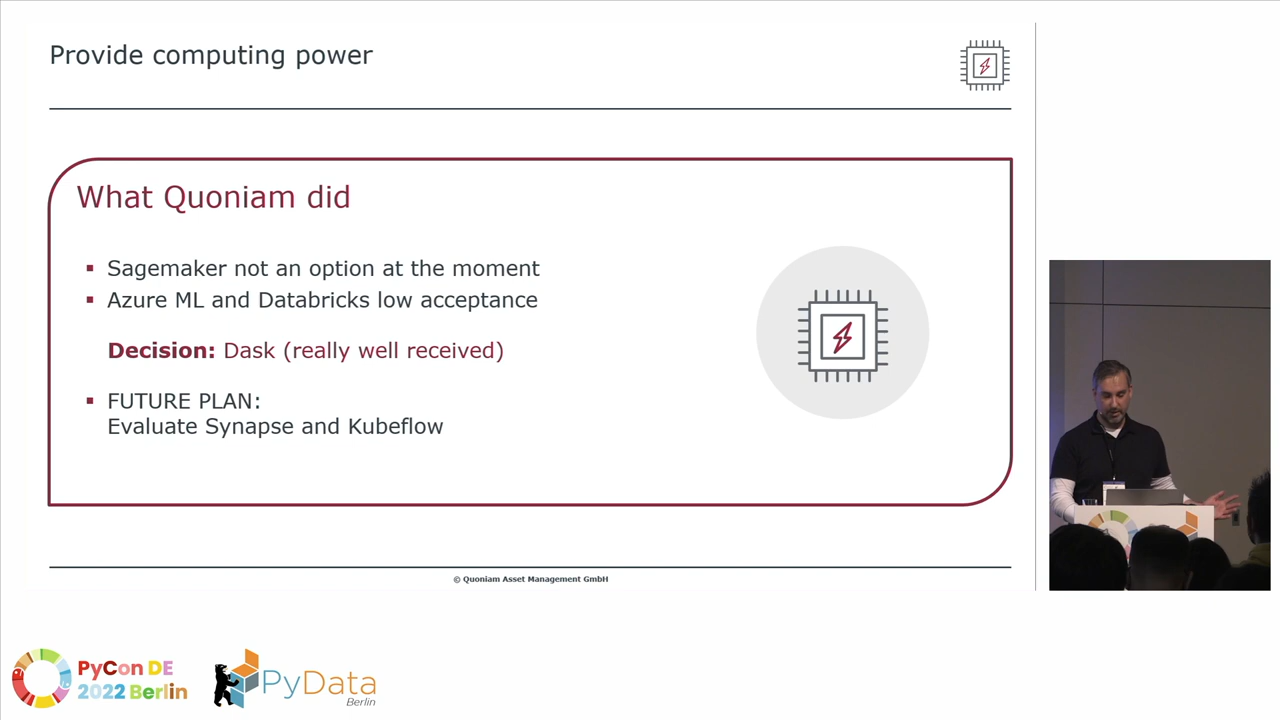 Provide computing power
What Quoniam did
▪ Sagemaker not an option at the moment
▪ Azure ML and Databricks low acceptance
Decision: Dask (really well received)
▪ FUTURE PLAN:
Evaluate Synapse and Kubeflow
© Quoniam Asset Management GmbH
PyCon DE
2022 Berlin
PyData
Berlin